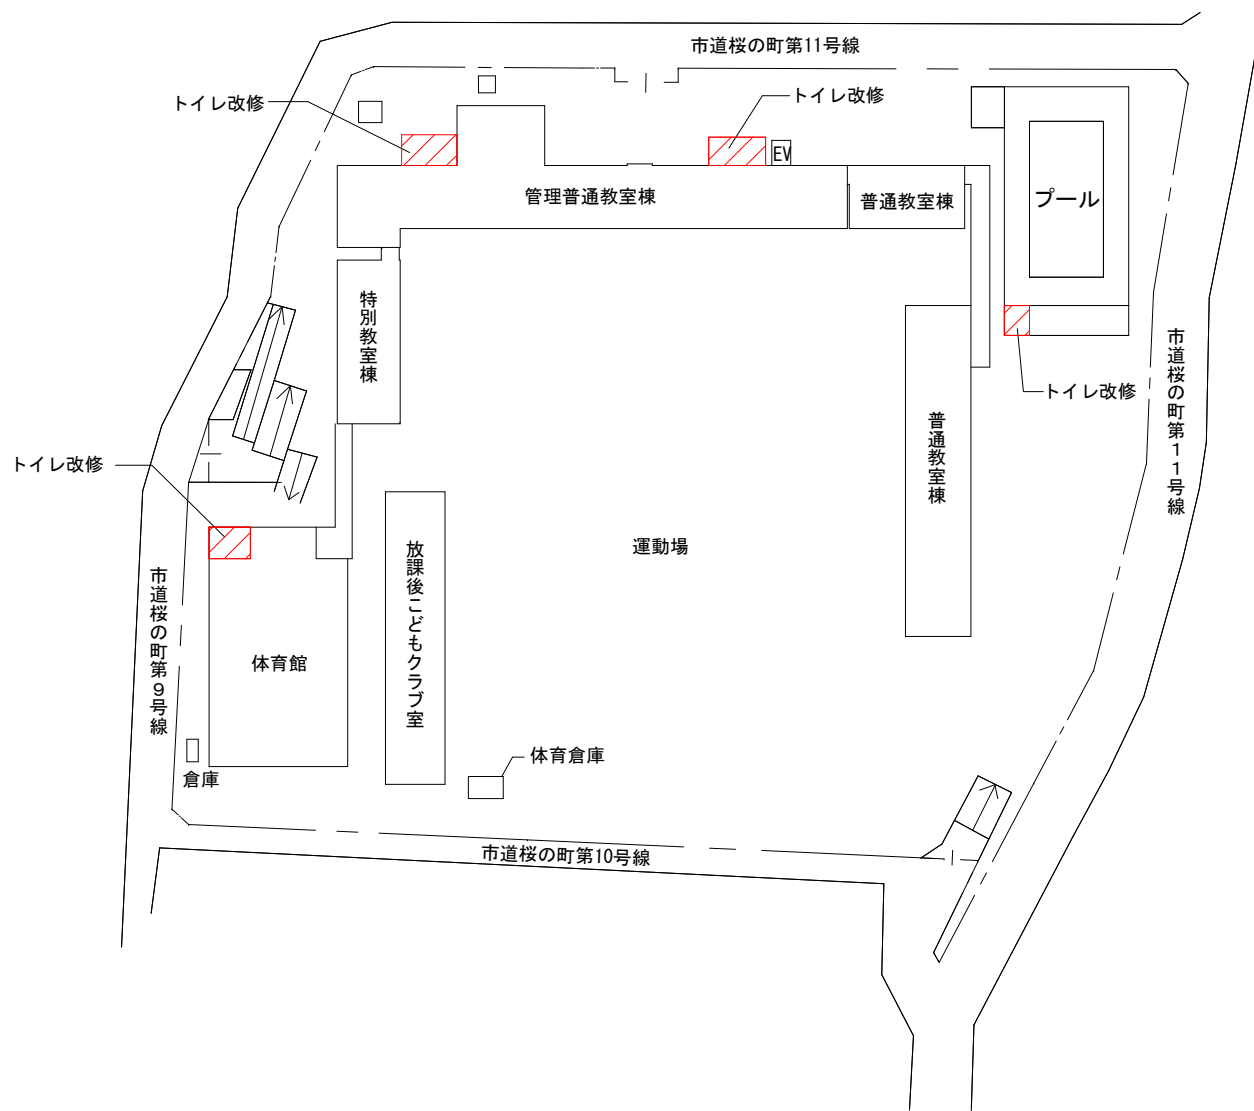 市道桜の町第11号線
トイレ改修
トイレ改修
EV
管理普通教室棟
普通教室棟
プール
特別教室棟
市道桜の町第11号線
トイレ改修
普通教室棟
トイレ改修
運動場
放課後こどもクラブ室
市道桜の町第9号線
体育館
体育倉庫
倉庫
市道桜の町第10号線